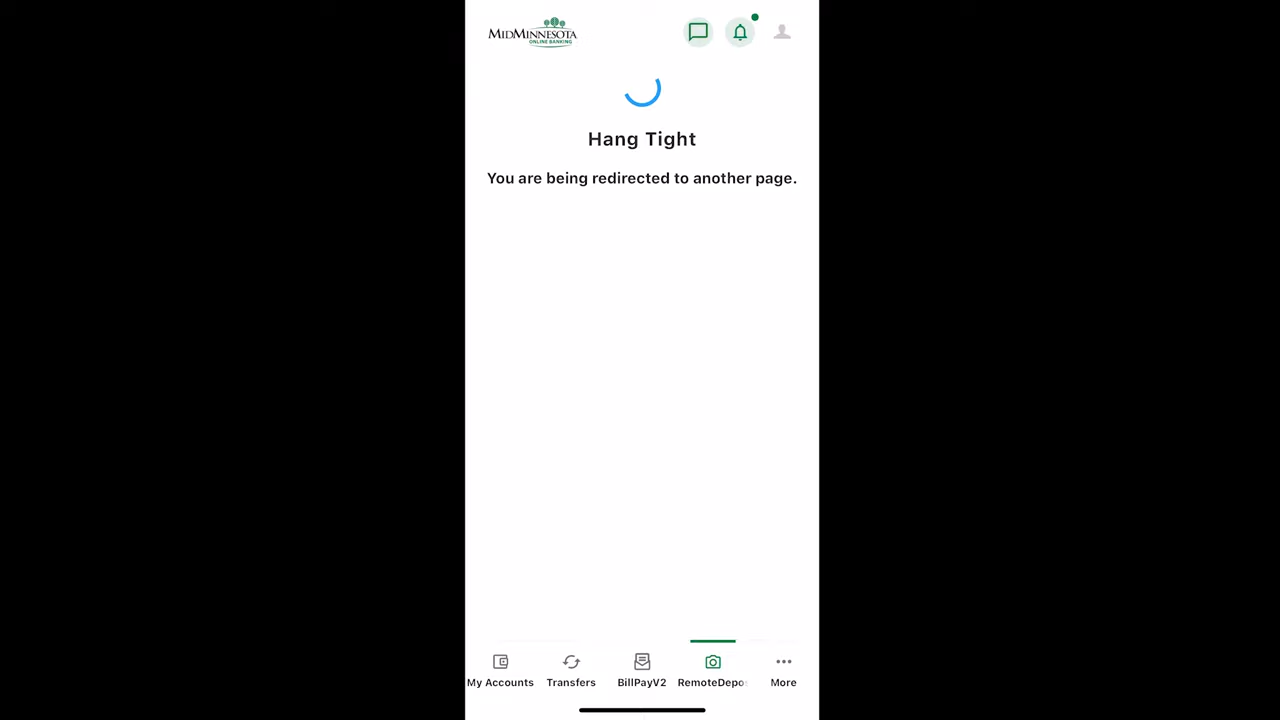 MIDMINNESOTA
ONLINE BANKING
Hang Tight
You are being redirected to another page.
My Accounts
Transfers
BillPayV2
RemoteDepo
More